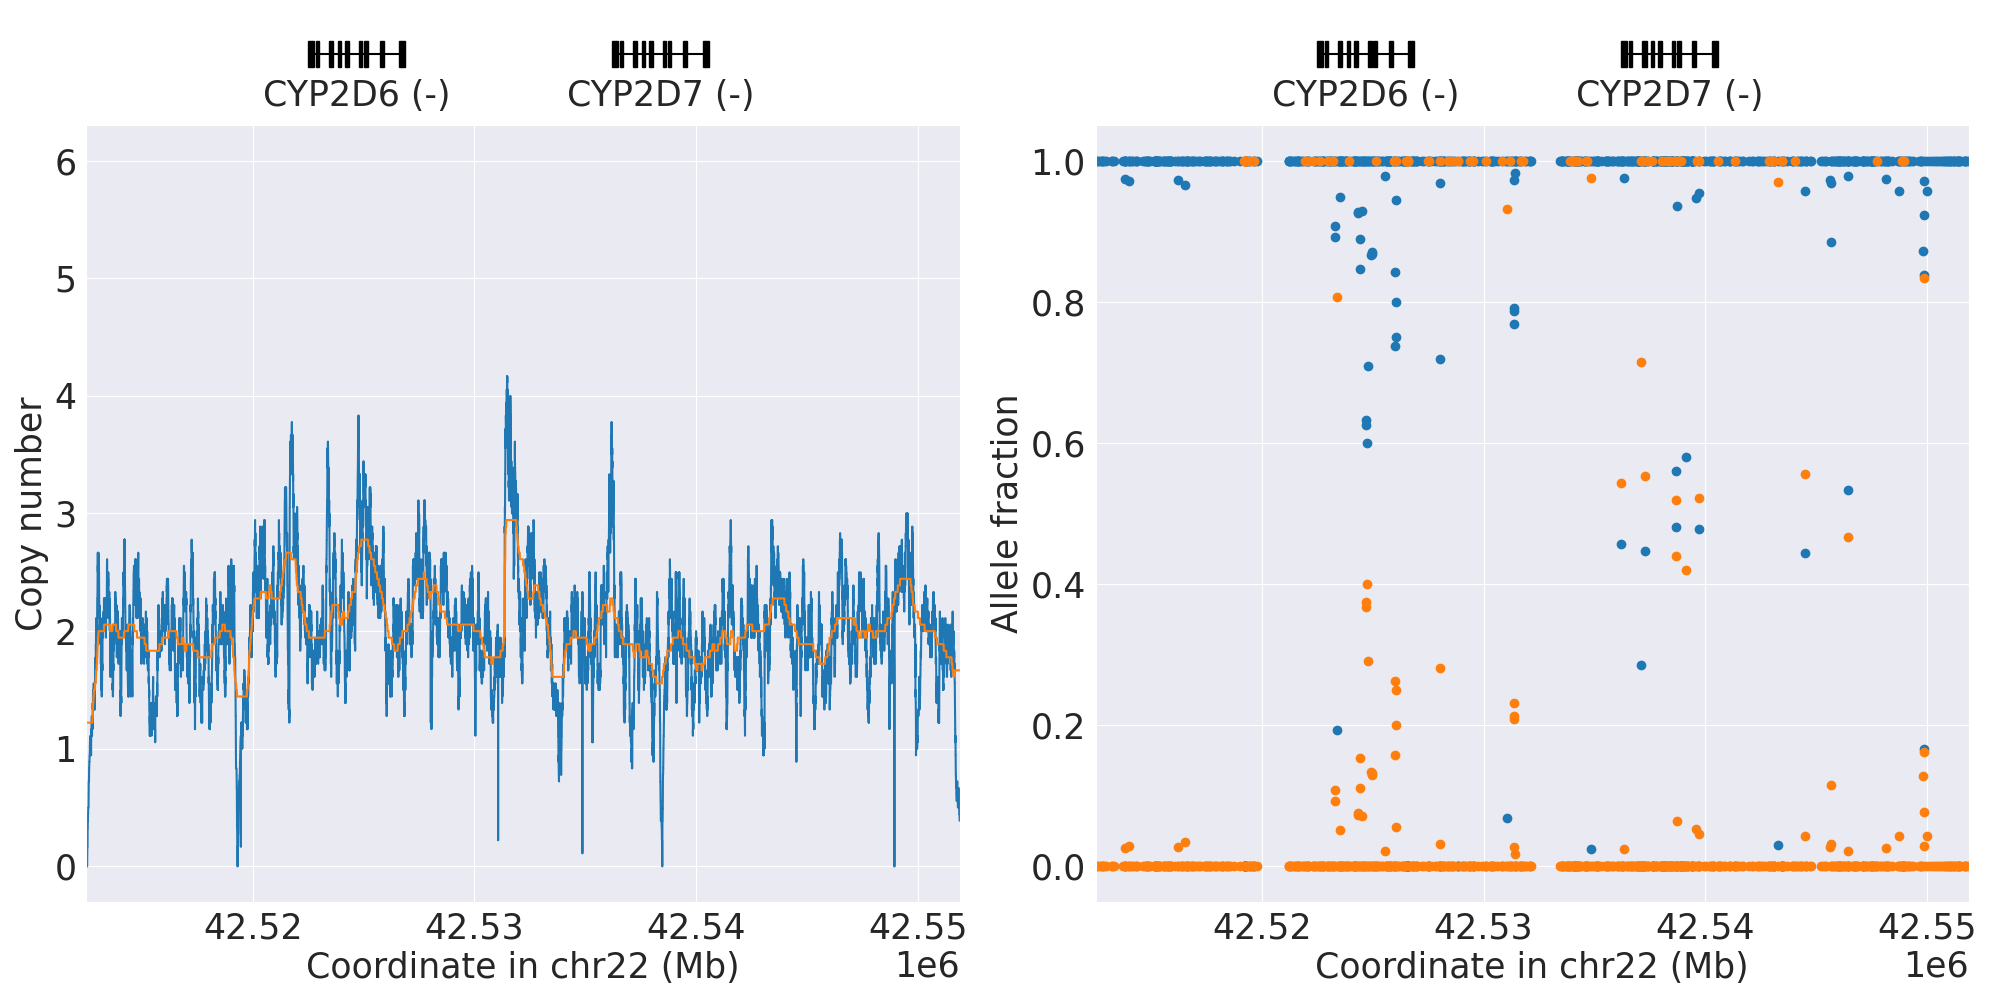 CYP2D6 (-) CYP2D7 (-)
6
5
4
3
2
1
0
Copy number
42.52 42.53 42.54 42.55
Coordinate in chr22 (Mb)
1e6
CYP2D6 (-) CYP2D7 (-)
1.0
0.8
0.6
0.4
0.2
0.0
Allele fraction
42.52 42.53 42.54 42.55
Coordinate in chr22 (Mb)
1e6